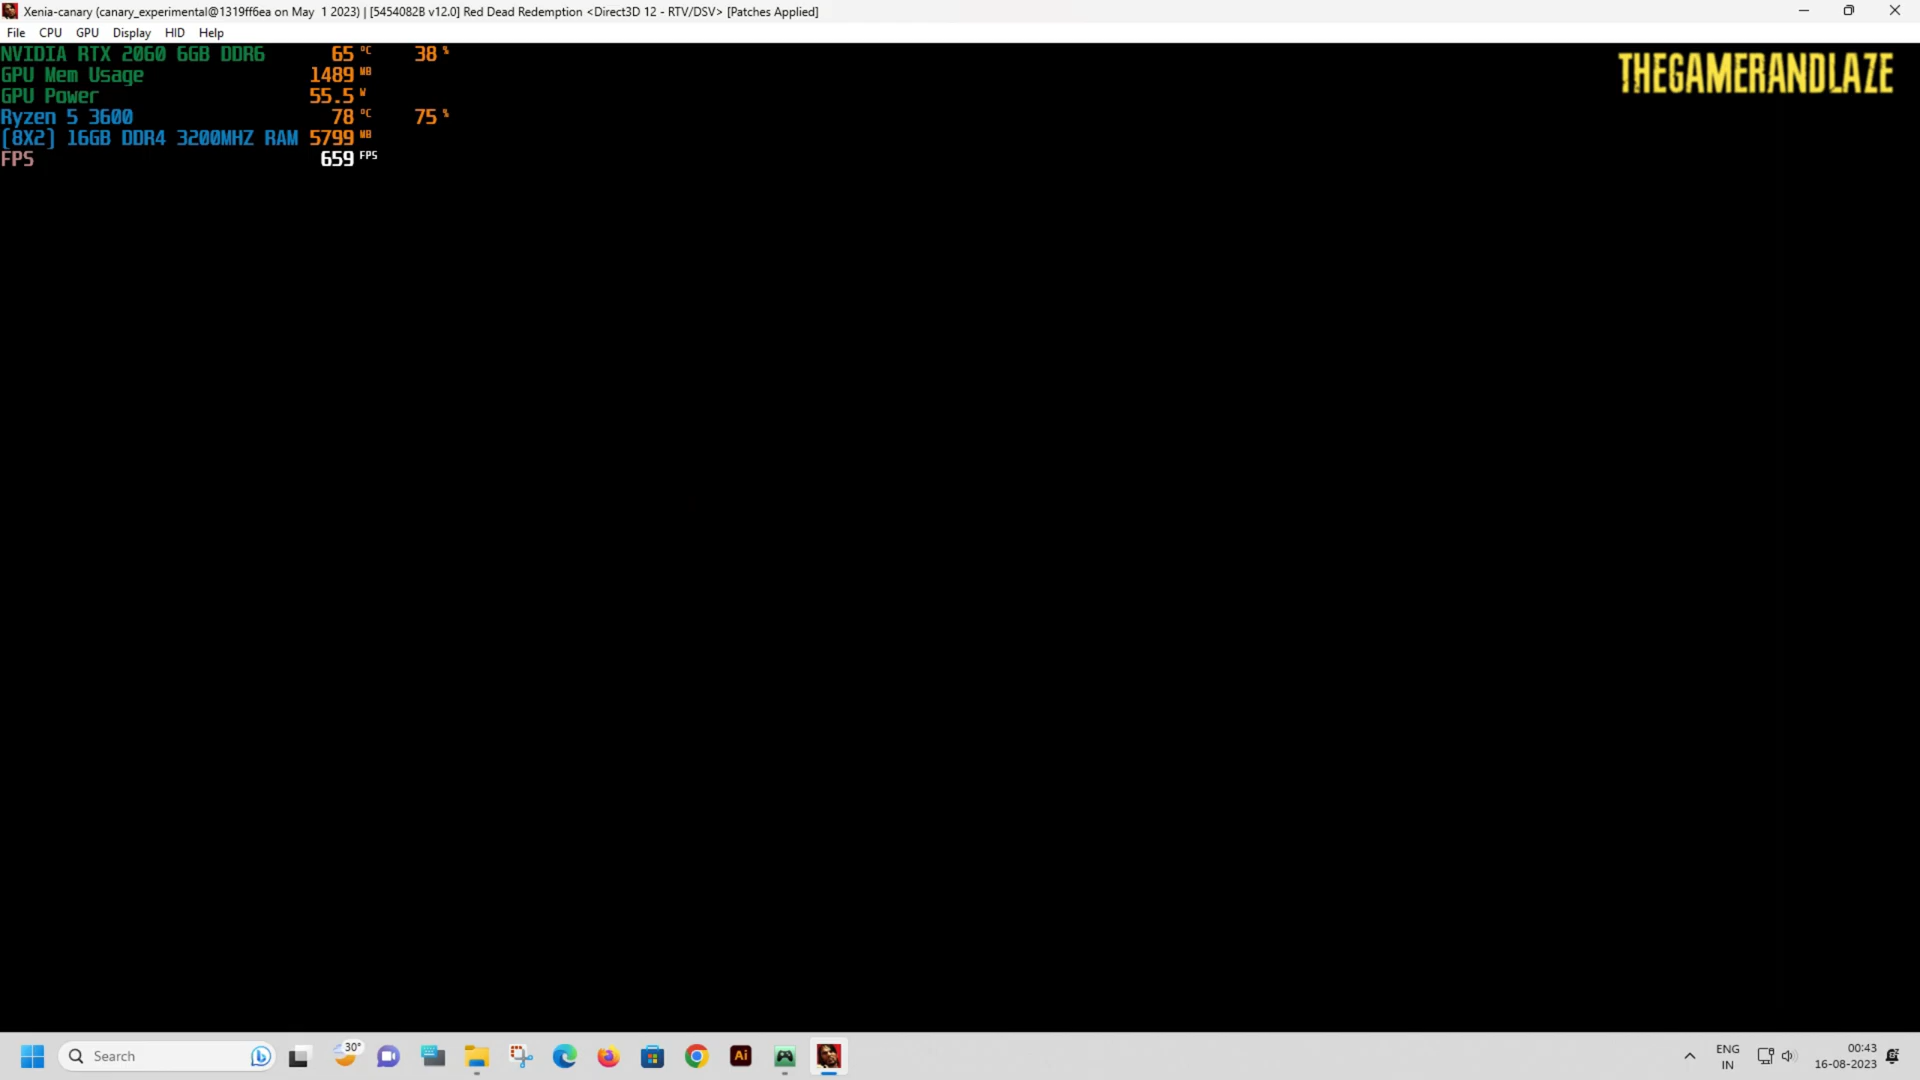 Xenia-canary (canary_experimental@1319ff6ea on May 1 2023) | [5454082B v12.0] Red Dead Redemption <Direct3D 12 - RTV/DSV> [Patches Applied]
File CPU GPU Display HID Help
NVIDIA RTX 2060 6GB DDR6 65 °C 38 %
GPU Mem Usage 1489 MB
GPU Power 55.5 W
Ryzen 5 3600 78 °C 75 %
[8X2] 16GB DDR4 3200MHZ RAM 5799 MB
FPS 659 FPS
THEGAMERANDLAZE
Search
30°
Ai
ENG
IN
00:43
16-08-2023